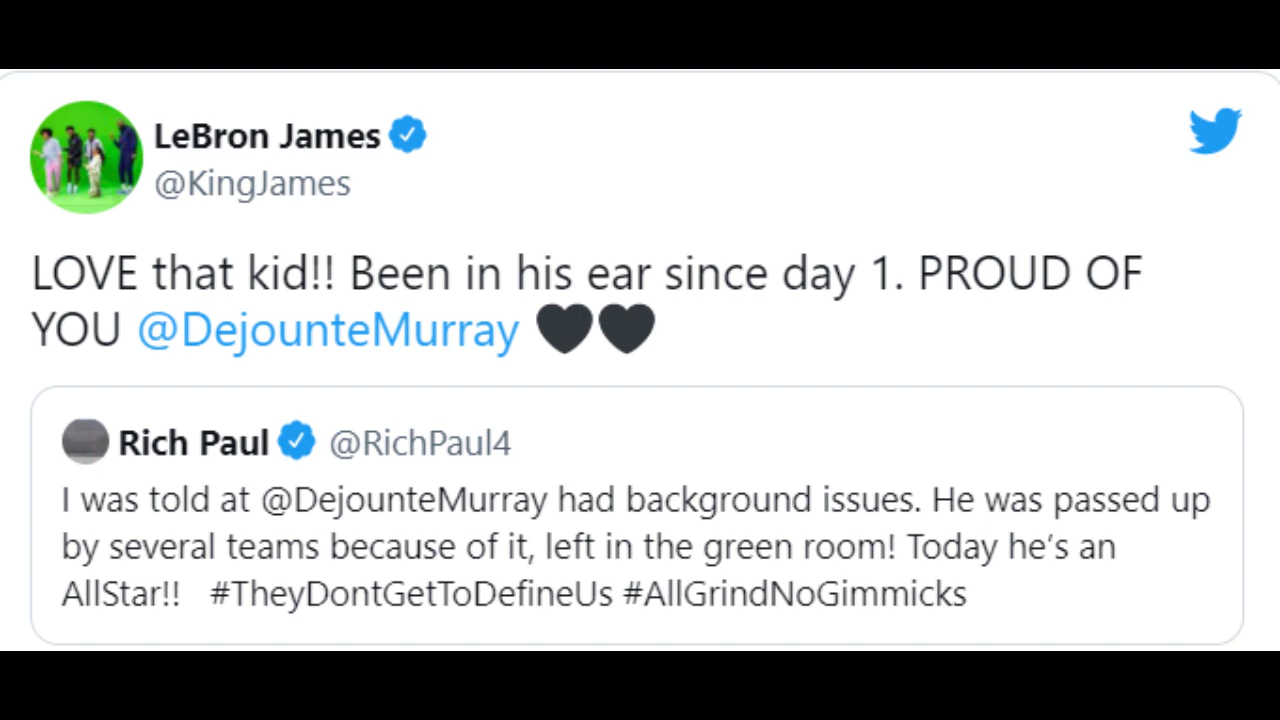 LeBron James
@KingJames
LOVE that kid!! Been in his ear since day 1. PROUD OF
YOU @DejounteMurray 🖤🖤
Rich Paul @RichPaul4
I was told at @DejounteMurray had background issues. He was passed up
by several teams because of it, left in the green room! Today he's an
AllStar!! #TheyDontGetToDefineUs #AllGrindNoGimmicks